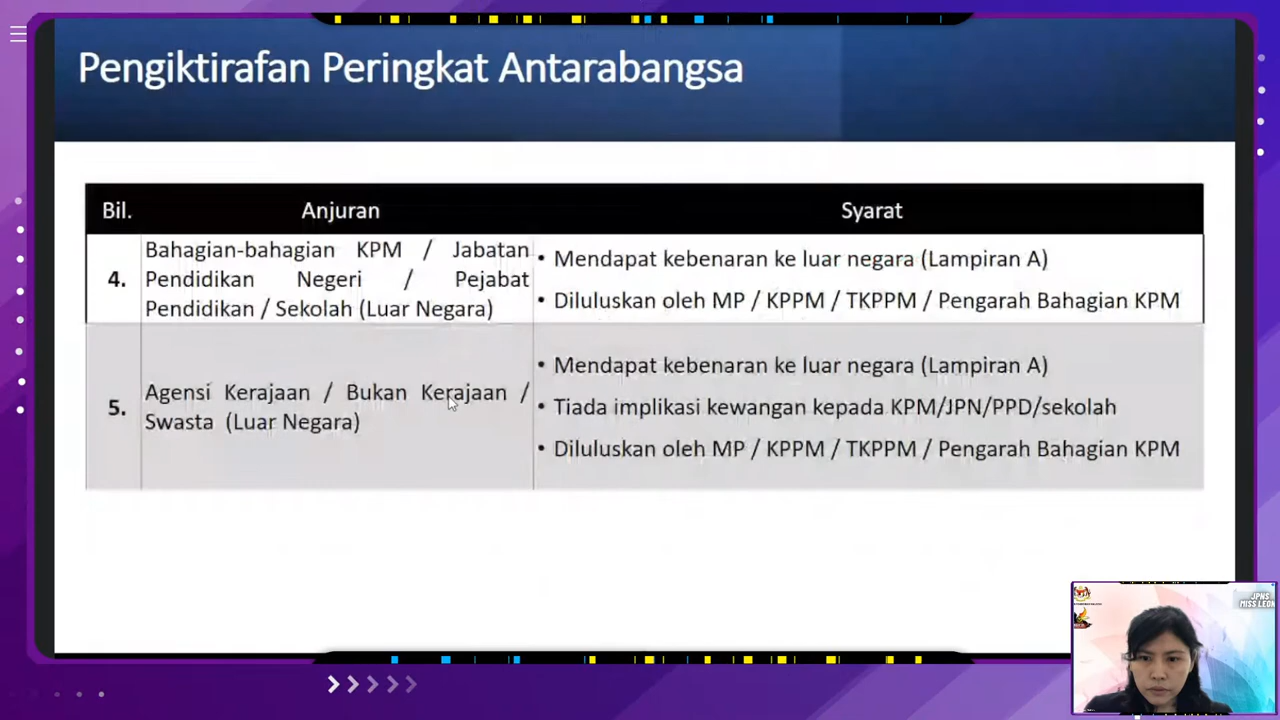 Pengiktirafan Peringkat Antarabangsa
Bil. Anjuran Syarat
4.
Bahagian-bahagian KPM / Jabatan
Pendidikan Negeri / Pejabat
Pendidikan / Sekolah (Luar Negara)
• Mendapat kebenaran ke luar negara (Lampiran A)
• Diluluskan oleh MP / KPPM / TKPPM / Pengarah Bahagian KPM
5.
Agensi Kerajaan / Bukan Kerajaan /
Swasta (Luar Negara)
• Mendapat kebenaran ke luar negara (Lampiran A)
• Tiada implikasi kewangan kepada KPM/JPN/PPD/sekolah
• Diluluskan oleh MP / KPPM / TKPPM / Pengarah Bahagian KPM
JPNS
MISS LEON